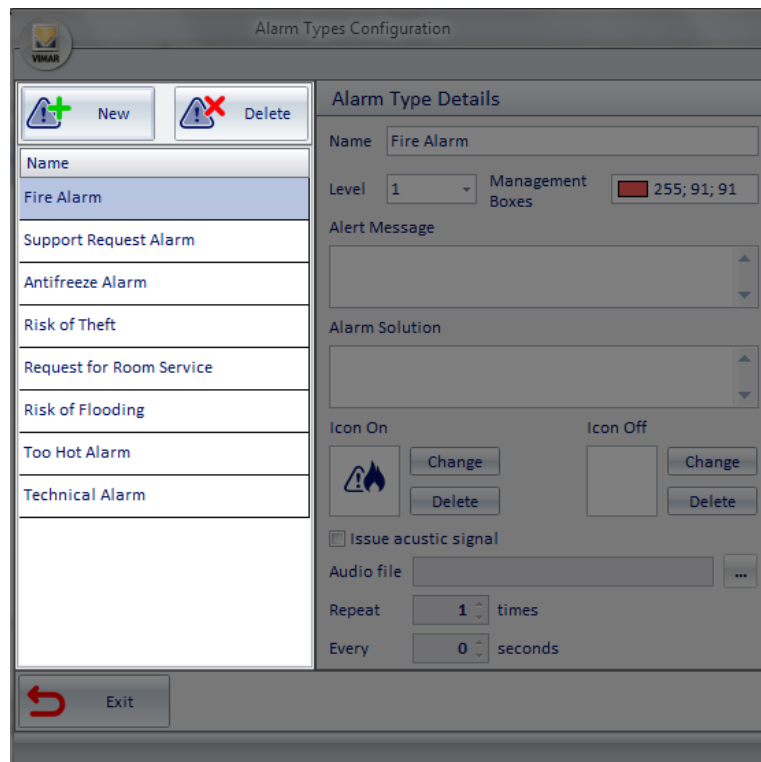 Alarm Types Configuration
VIMAR
New
Delete
Name
Fire Alarm
Support Request Alarm
Antifreeze Alarm
Risk of Theft
Request for Room Service
Risk of Flooding
Too Hot Alarm
Technical Alarm
Alarm Type Details
Name Fire Alarm
Level 1 Management Boxes 255; 91; 91
Alert Message
Alarm Solution
Icon On Icon Off
Change Change
Delete Delete
Issue acustic signal
Audio file ...
Repeat 1 times
Every 0 seconds
Exit